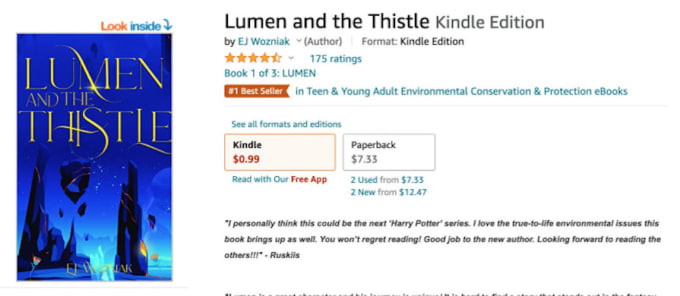 Look inside
LUMEN
AND THE
THISTLE
EJ WOZNIAK
Lumen and the Thistle Kindle Edition
by EJ Wozniak (Author) Format: Kindle Edition
175 ratings
Book 1 of 3: LUMEN
#1 Best Seller in Teen & Young Adult Environmental Conservation & Protection eBooks
See all formats and editions
Kindle
$0.99
Paperback
$7.33
Read with Our Free App
2 Used from $7.33
2 New from $12.47
"I personally think this could be the next 'Harry Potter' series. I love the true-to-life environmental issues this
book brings up as well. You won't regret reading! Good job to the new author. Looking forward to reading the
others!!!" - Ruskiis